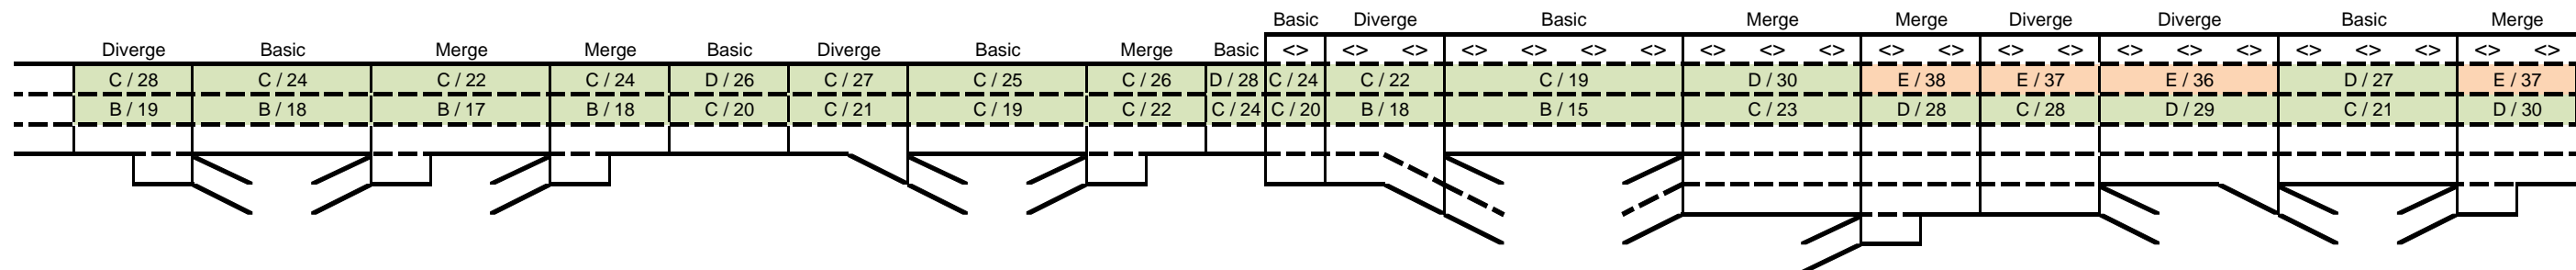 Basic Diverge Basic Merge Merge Diverge Diverge Basic Merge
Diverge Basic Merge Merge Basic Diverge Basic Merge Basic <> <> <> <> <> <> <> <> <> <> <> <> <> <> <> <> <> <> <> <> <> <>
C / 28 C / 24 C / 22 C / 24 D / 26 C / 27 C / 25 C / 26 D / 28 C / 24 C / 22 C / 19 D / 30 E / 38 E / 37 E / 36 D / 27 E / 37
B / 19 B / 18 B / 17 B / 18 C / 20 C / 21 C / 19 C / 22 C / 24 C / 20 B / 18 B / 15 C / 23 D / 28 C / 28 D / 29 C / 21 D / 30